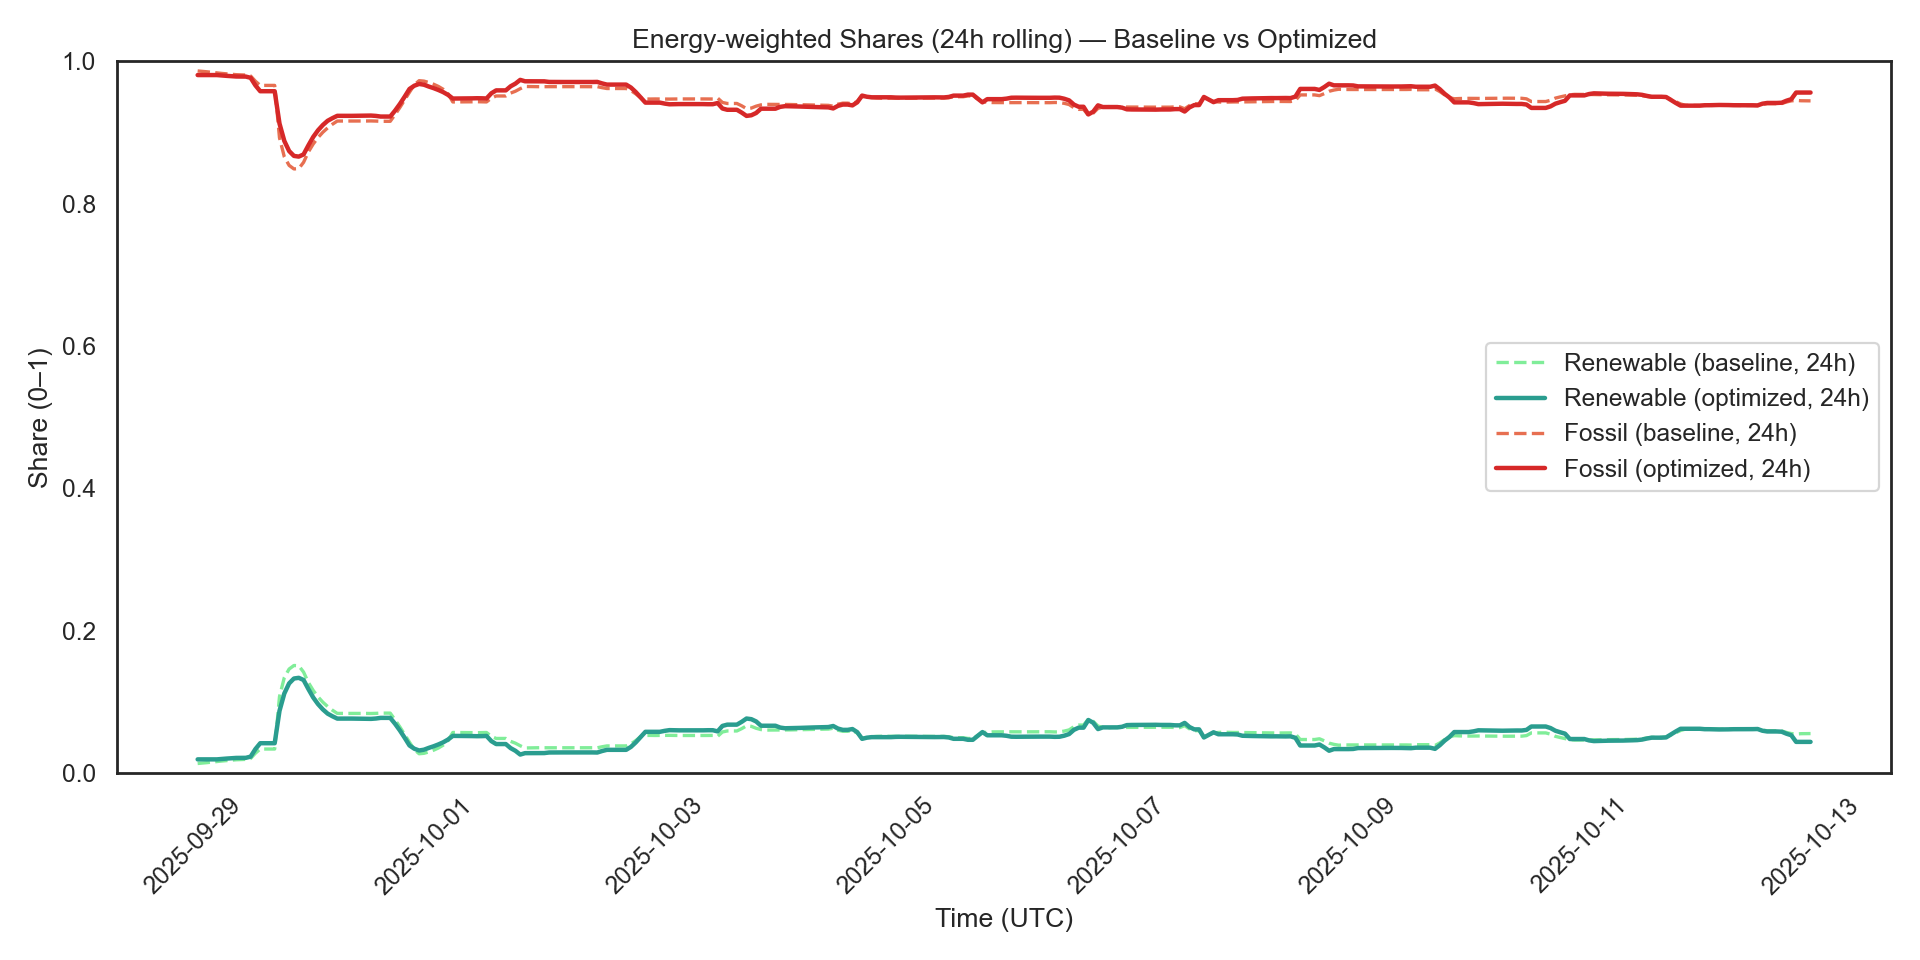 Energy-weighted Shares (24h rolling) — Baseline vs Optimized
Share (0–1)
1.0
0.8
0.6
0.4
0.2
0.0
Renewable (baseline, 24h)
Renewable (optimized, 24h)
Fossil (baseline, 24h)
Fossil (optimized, 24h)
2025-09-29
2025-10-01
2025-10-03
2025-10-05
2025-10-07
2025-10-09
2025-10-11
2025-10-13
Time (UTC)